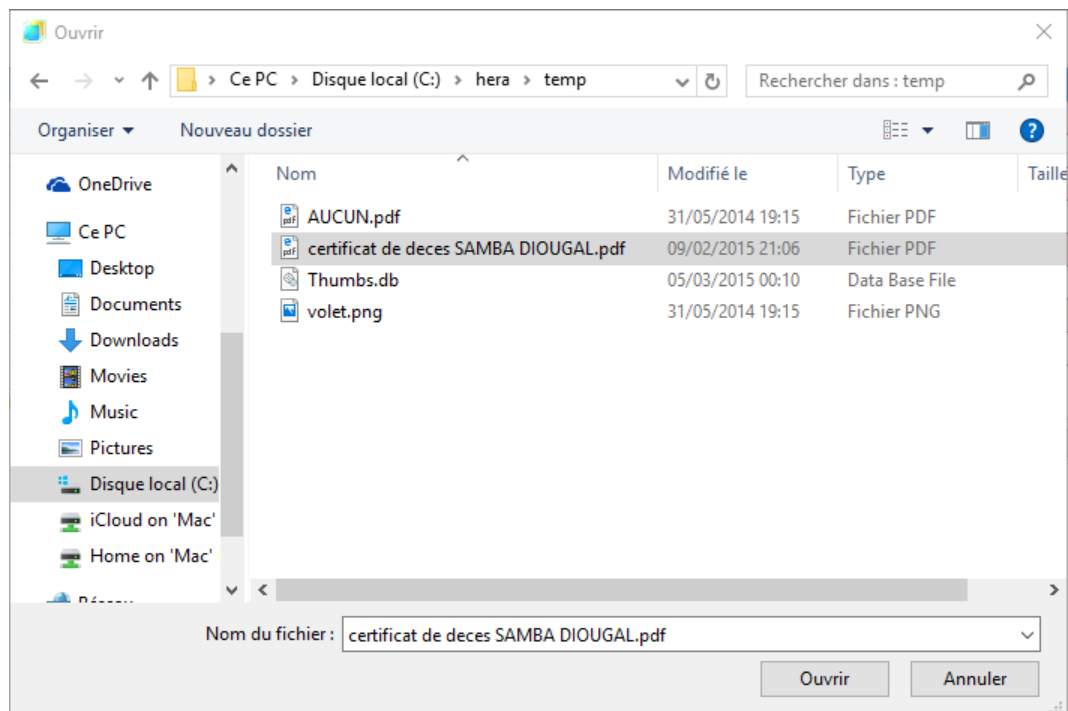 Ouvrir
Ce PC > Disque local (C:) > hera > temp
Rechercher dans : temp
Organiser
Nouveau dossier
OneDrive
Ce PC
Desktop
Documents
Downloads
Movies
Music
Pictures
Disque local (C:)
iCloud on 'Mac'
Home on 'Mac'
Nom Modifié le Type Taille
AUCUN.pdf 31/05/2014 19:15 Fichier PDF
certificat de deces SAMBA DIOUGAL.pdf 09/02/2015 21:06 Fichier PDF
Thumbs.db 05/03/2015 00:10 Data Base File
volet.png 31/05/2014 19:15 Fichier PNG
Nom du fichier : certificat de deces SAMBA DIOUGAL.pdf
Ouvrir Annuler